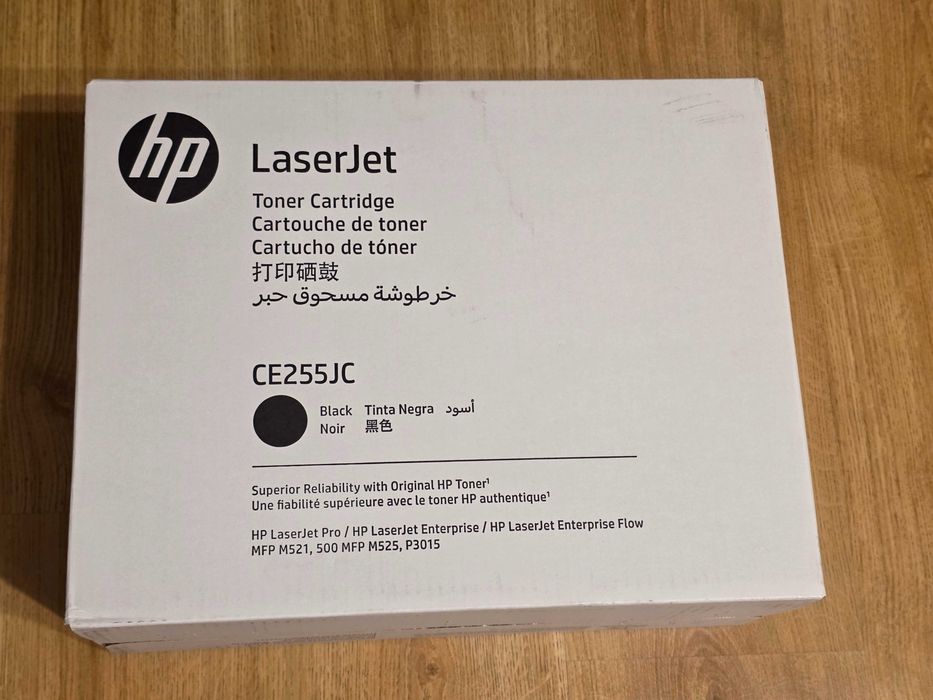 hp
LaserJet
Toner Cartridge
Cartouche de toner
Cartucho de tóner
打印硒鼓
خرطوشة مسحوق حبر
CE255JC
Black Tinta Negra أسود
Noir 黑色
Superior Reliability with Original HP Toner¹
Une fiabilité supérieure avec le toner HP authentique¹
HP LaserJet Pro / HP LaserJet Enterprise / HP LaserJet Enterprise Flow
MFP M521, 500 MFP M525, P3015